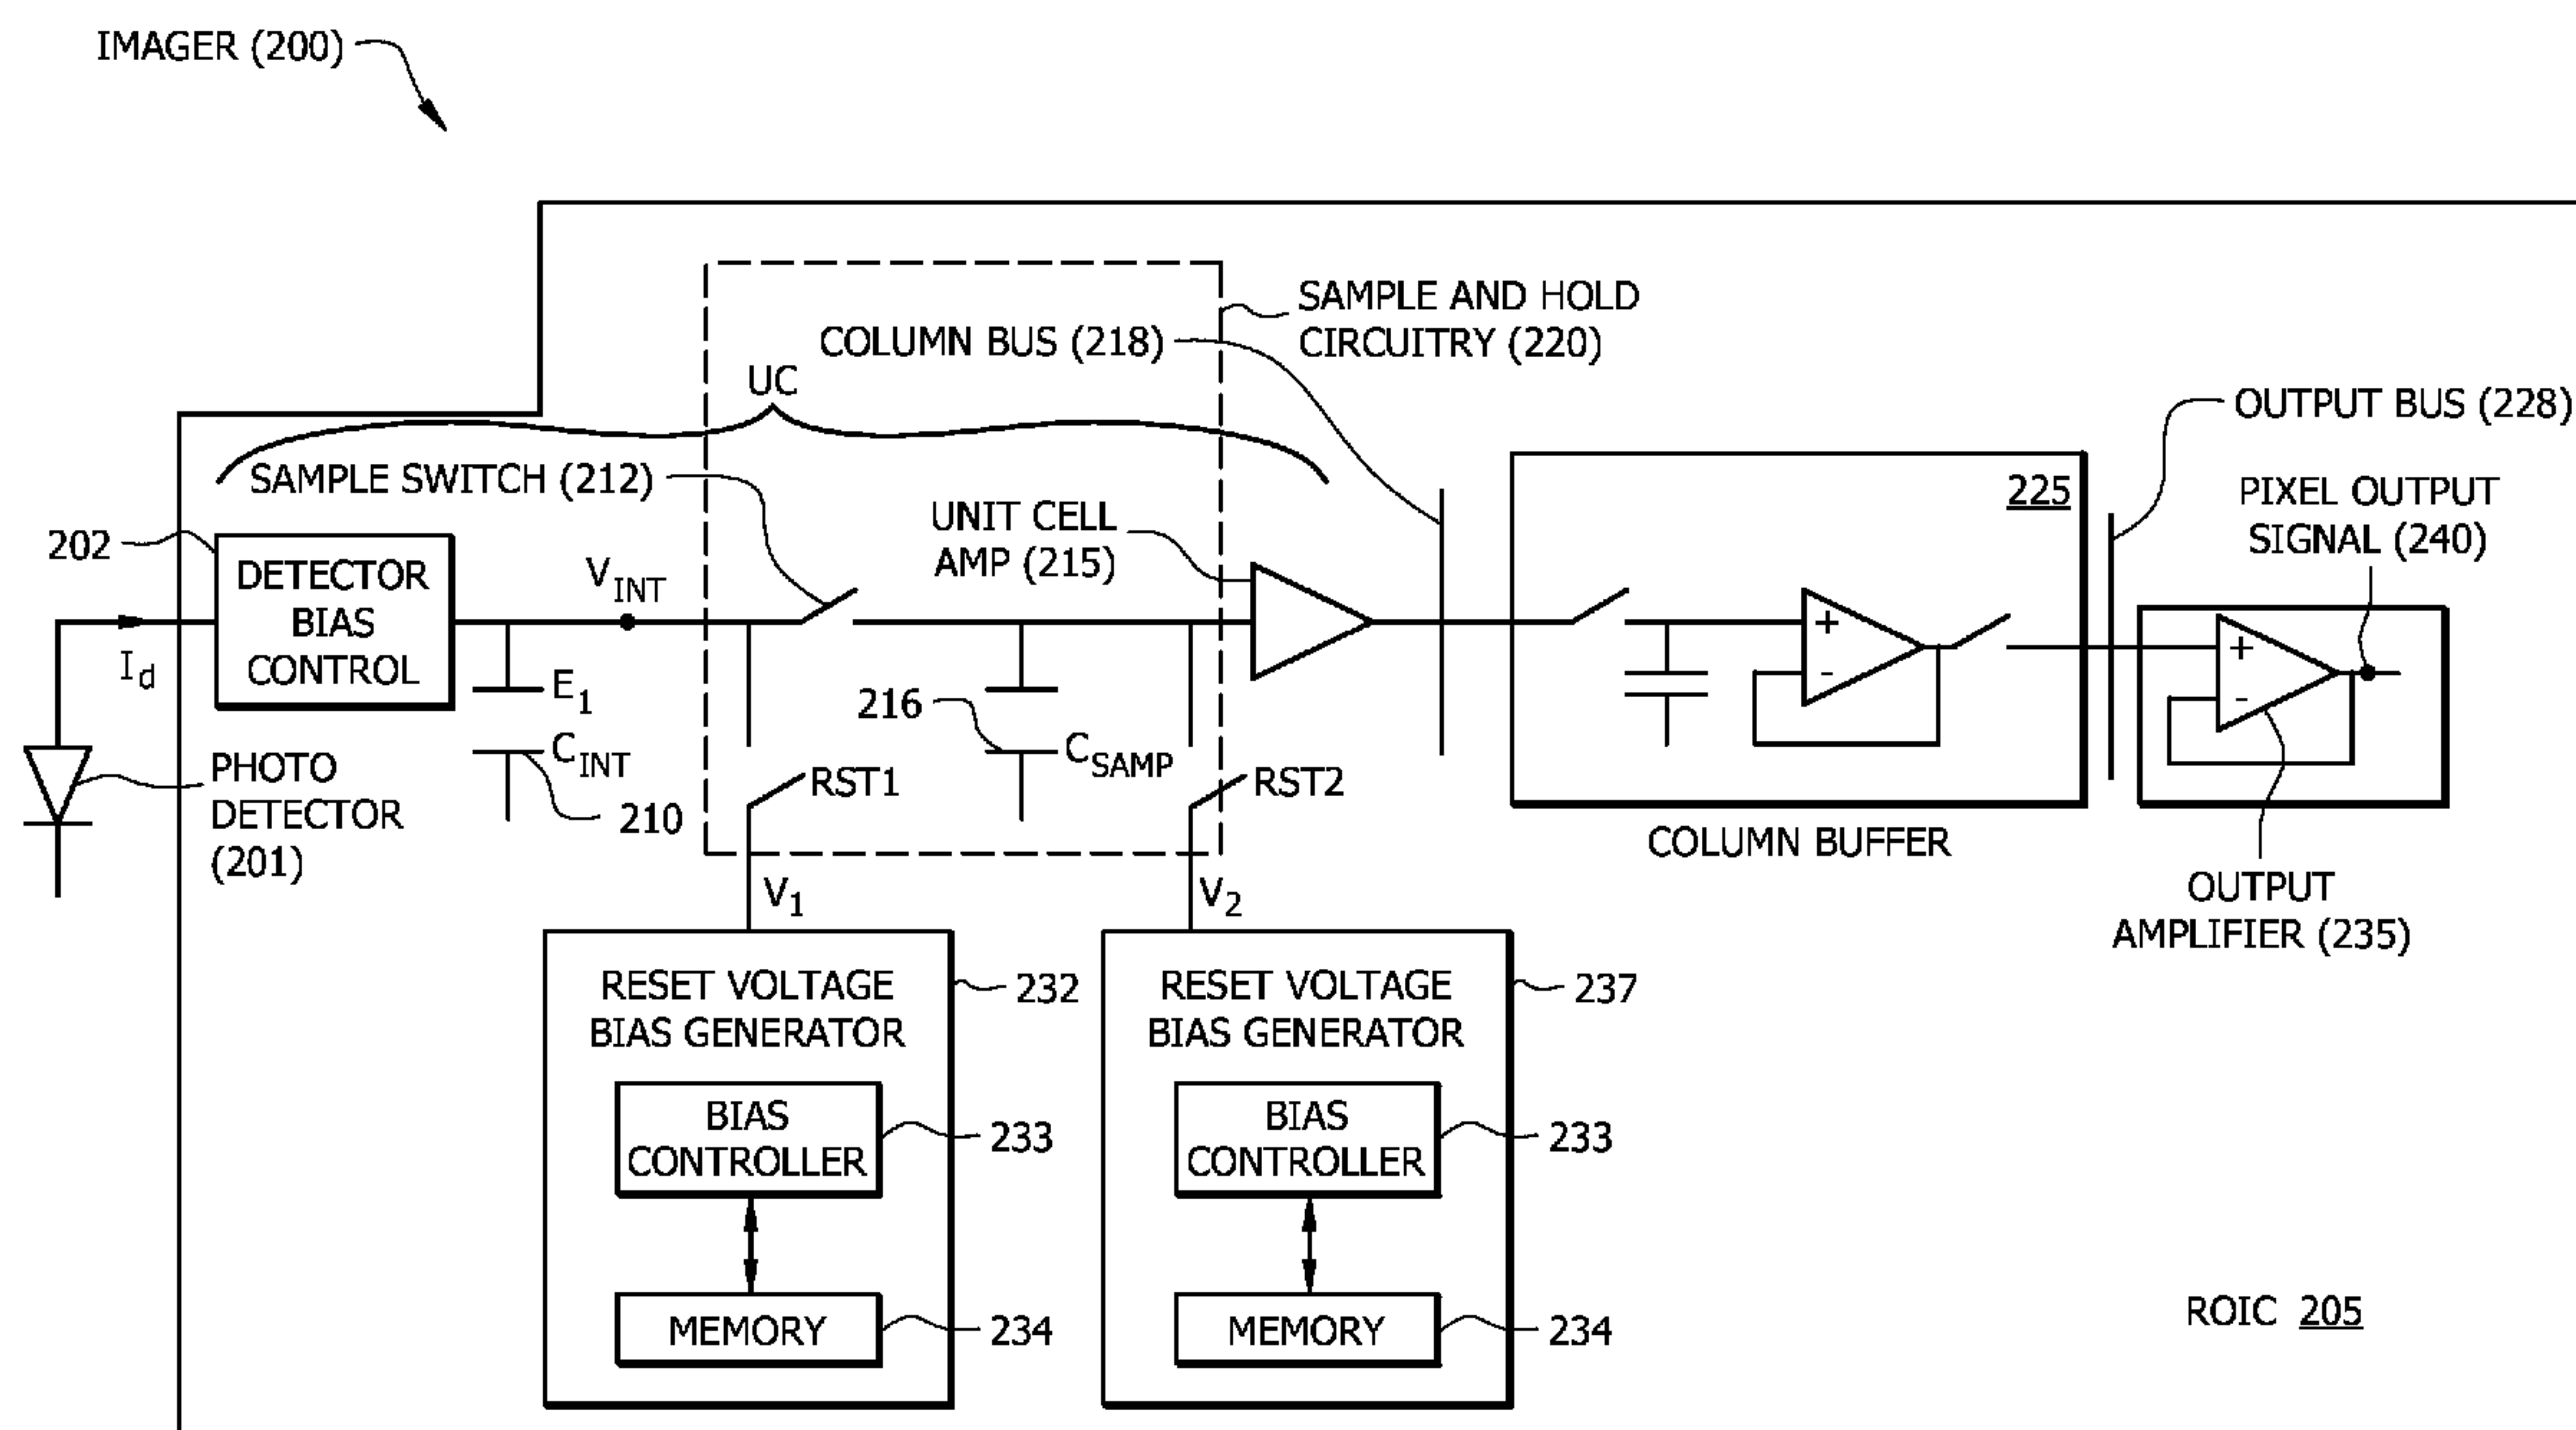 IMAGER (200)
SAMPLE AND HOLD
CIRCUITRY (220)
COLUMN BUS (218)
UC
OUTPUT BUS (228)
SAMPLE SWITCH (212)
225
PIXEL OUTPUT
SIGNAL (240)
UNIT CELL
AMP (215)
202
DETECTOR
BIAS
CONTROL
VINT
Id
+
-
+
-
E1
216
CINT
CSAMP
PHOTO
DETECTOR
(201)
210
RST1
RST2
COLUMN BUFFER
V1
V2
OUTPUT
AMPLIFIER (235)
RESET VOLTAGE
BIAS GENERATOR
232
RESET VOLTAGE
BIAS GENERATOR
237
BIAS
CONTROLLER
233
BIAS
CONTROLLER
233
MEMORY
234
MEMORY
234
ROIC 205